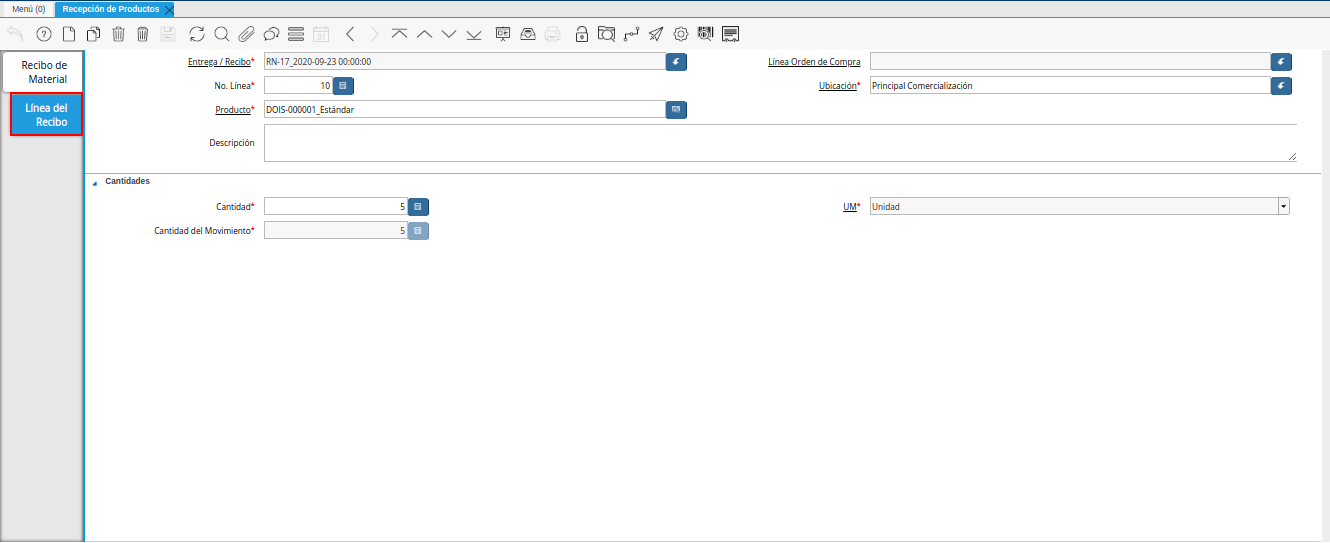 Menú (0) Recepción de Productos
31
Recibo de
Material
Línea del
Recibo
Entrega / Recibo* RN-17_2020-09-23 00:00:00 Línea Orden de Compra
No. Línea* 10 Ubicación* Principal Comercialización
Producto* DOIS-000001_Estándar
Descripción
Cantidades
Cantidad* 5 UM* Unidad
Cantidad del Movimiento* 5